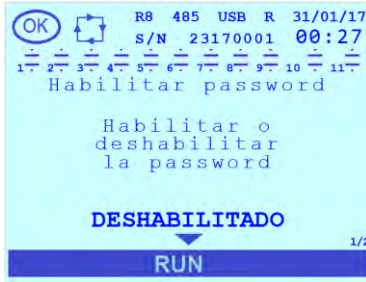 OK R8 485 USB R 31/01/17
S/N 23170001 00:27
1 2 3 4 5 6 7 8 9 10 11
Habilitar password
Habilitar o
deshabilitar
la password
DESHABILITADO
1/2
RUN